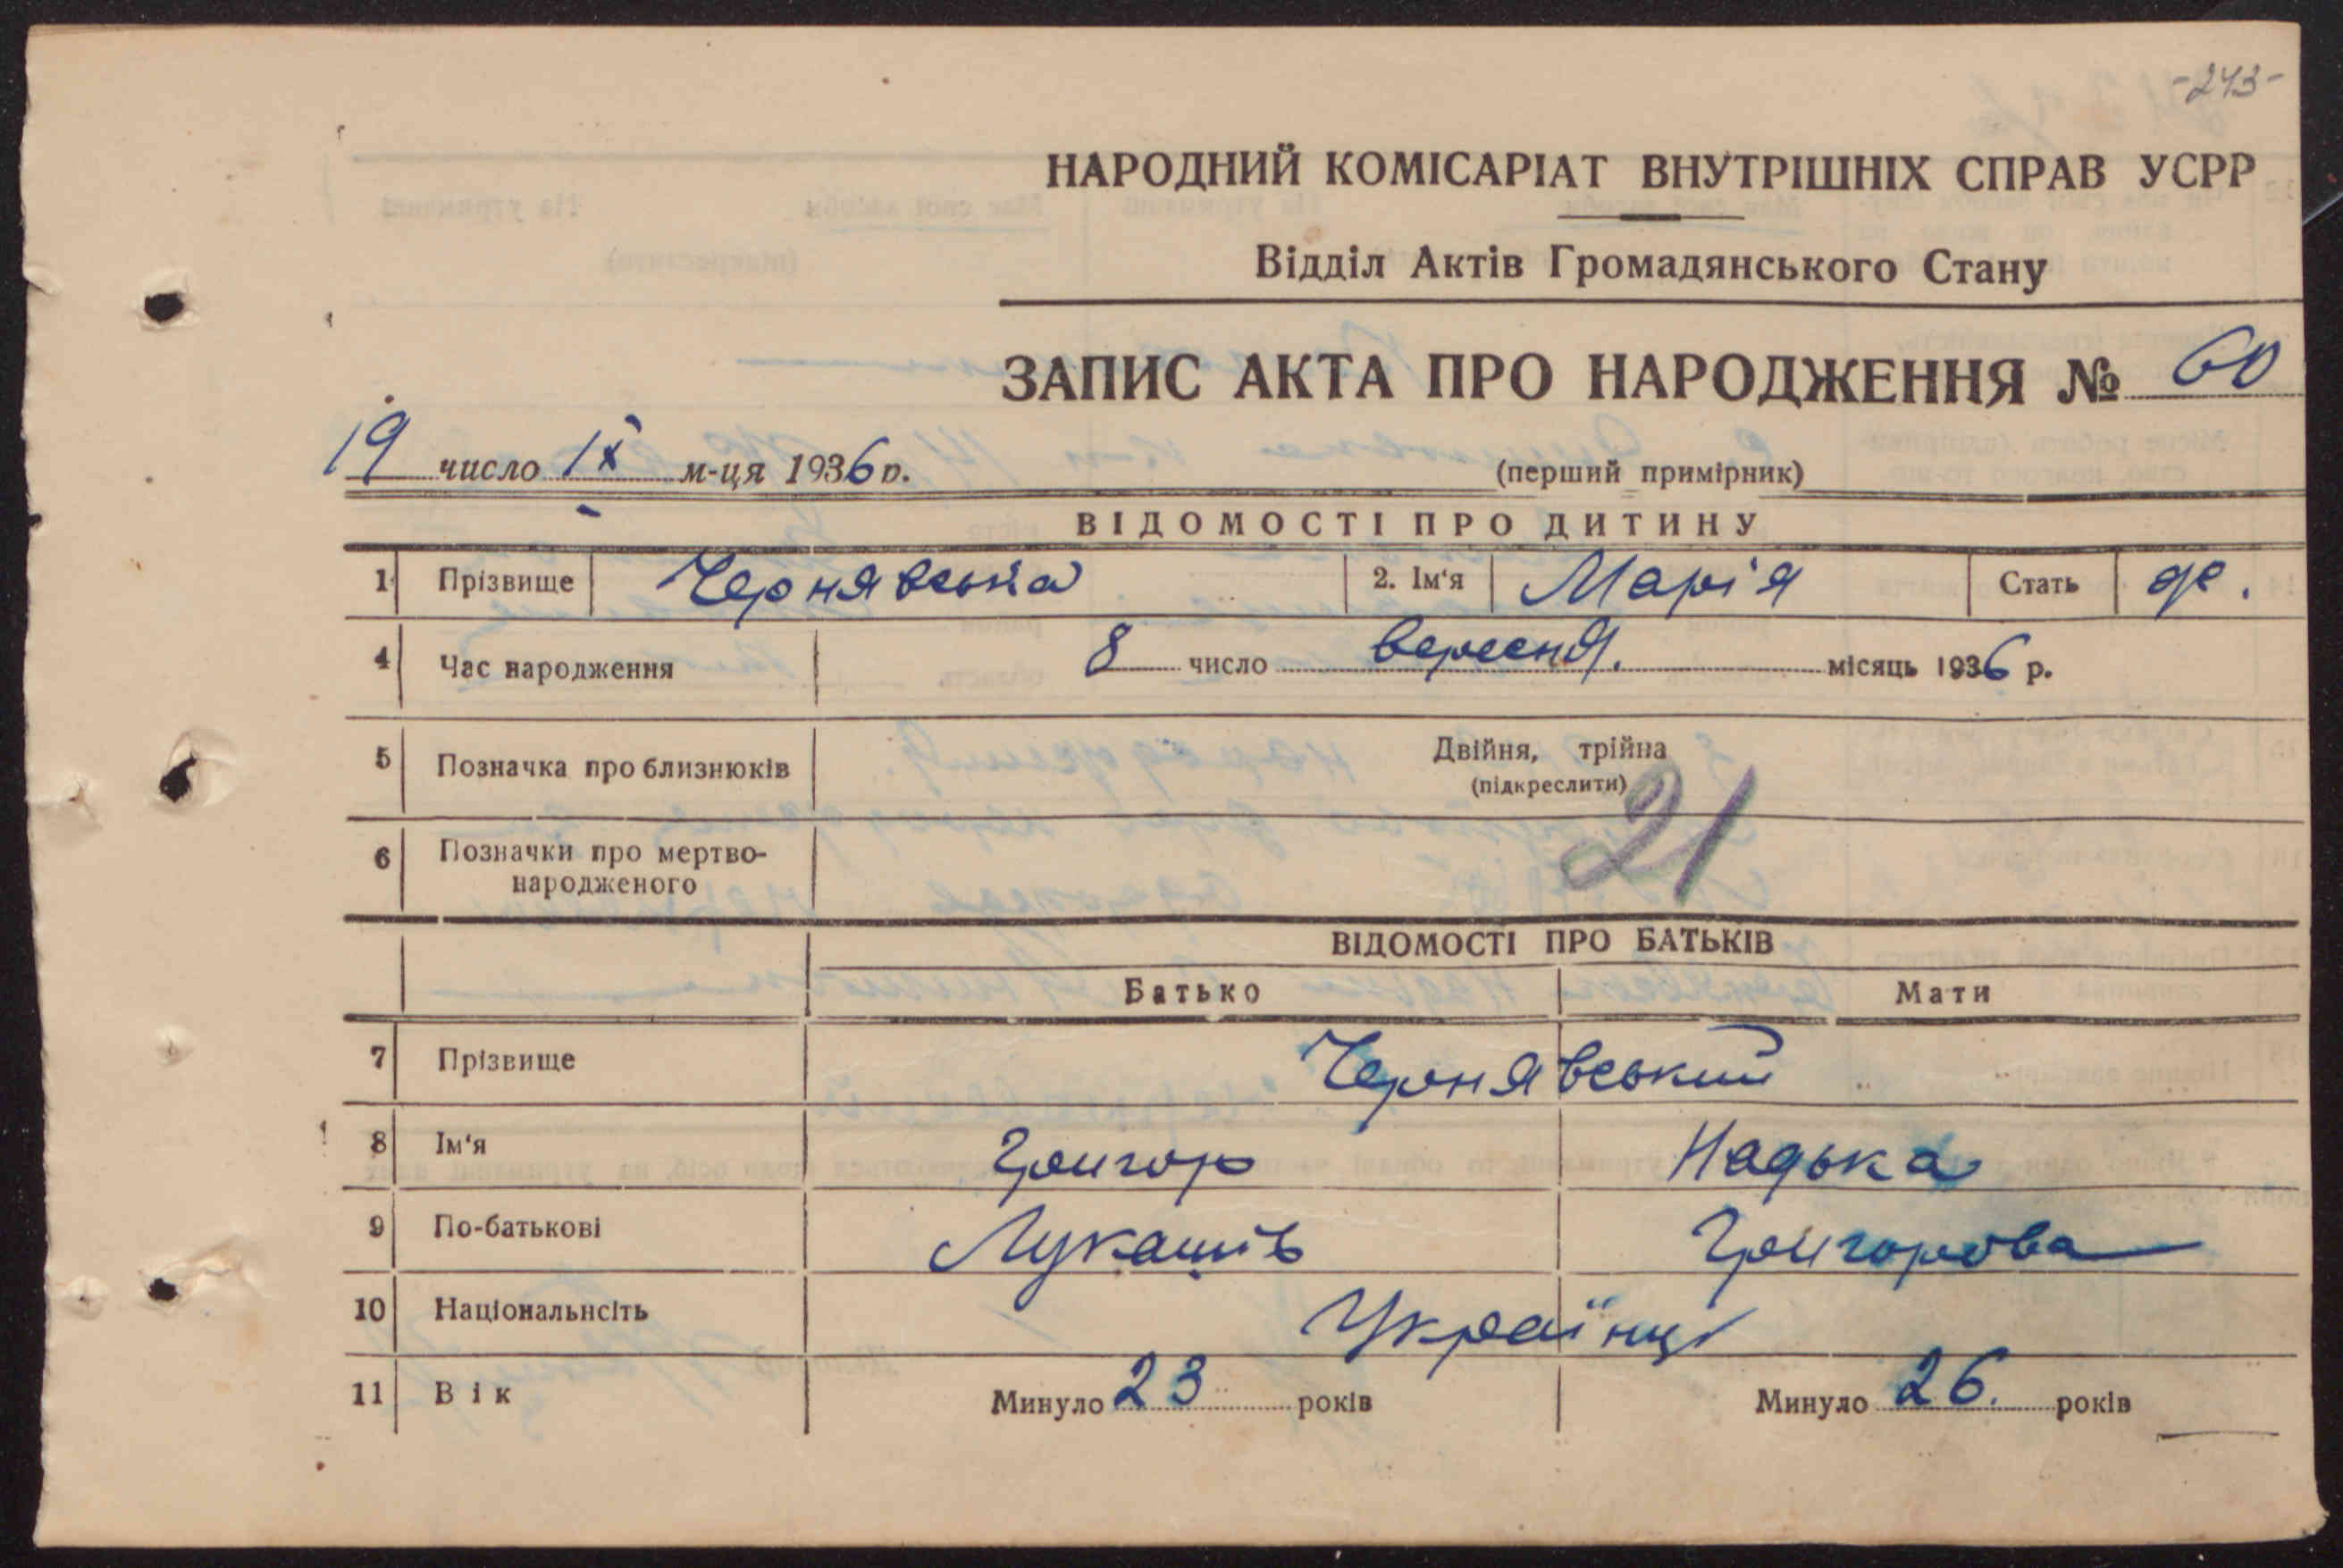 -243-
НАРОДНИЙ КОМІСАРІАТ ВНУТРІШНІХ СПРАВ УСРР
Відділ Актів Громадянського Стану
ЗАПИС АКТА ПРО НАРОДЖЕННЯ № 60
19 число IX м-ця 1936 р.
(перший примірник)
ВІДОМОСТІ ПРО ДИТИНУ
1 Прізвище Чернявська 2. Ім'я Марія Стать дє.
4 Час народження 8 число вересня. місяць 1936 р.
5 Позначка про близнюків Двійня, трійна
(підкреслити)
21
6 Позначки про мертво-
народженого
ВІДОМОСТІ ПРО БАТЬКІВ
Батько Мати
7 Прізвище Чернявський
8 Ім'я Григор Надька
9 По-батькові Лукашів Григорова
10 Національнсіть Українці
11 Вік Минуло 23 років Минуло 26. років